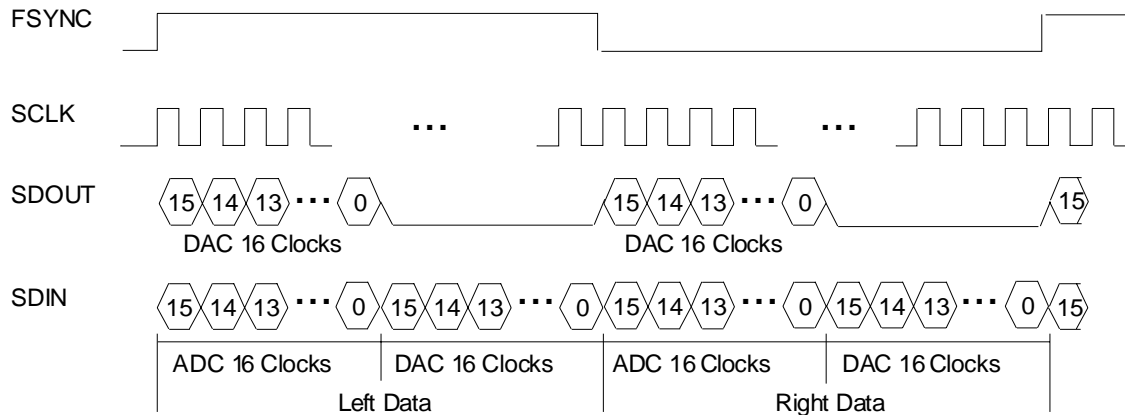 FSYNC
SCLK
... ...
SDOUT
15 14 13 ... 0 15 14 13 ... 0 15
DAC 16 Clocks DAC 16 Clocks
SDIN
15 14 13 ... 0 15 14 13 ... 0 15 14 13 ... 0 15 14 13 ... 0 15
ADC 16 Clocks DAC 16 Clocks ADC 16 Clocks DAC 16 Clocks
Left Data Right Data